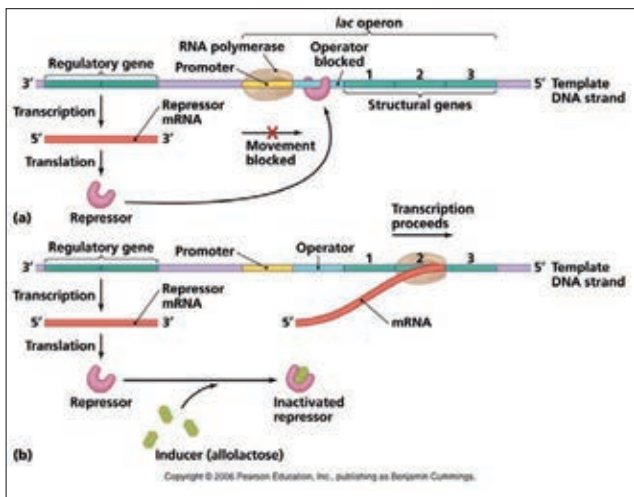 lac operon
RNA polymerase
Operator
blocked
Regulatory gene
Promoter
1 2 3
3′
5′ Template
DNA strand
Structural genes
Transcription
Repressor
mRNA
5′ 3′
Movement
blocked
Translation
Repressor
(a)
Transcription
proceeds
Regulatory gene
Promoter
Operator
1 2 3
3′
5′ Template
DNA strand
Transcription
Repressor
mRNA
5′ 3′
5′
mRNA
Translation
Repressor
Inactivated
repressor
Inducer (allolactose)
(b)
Copyright © 2006 Pearson Education, Inc., publishing as Benjamin Cummings.